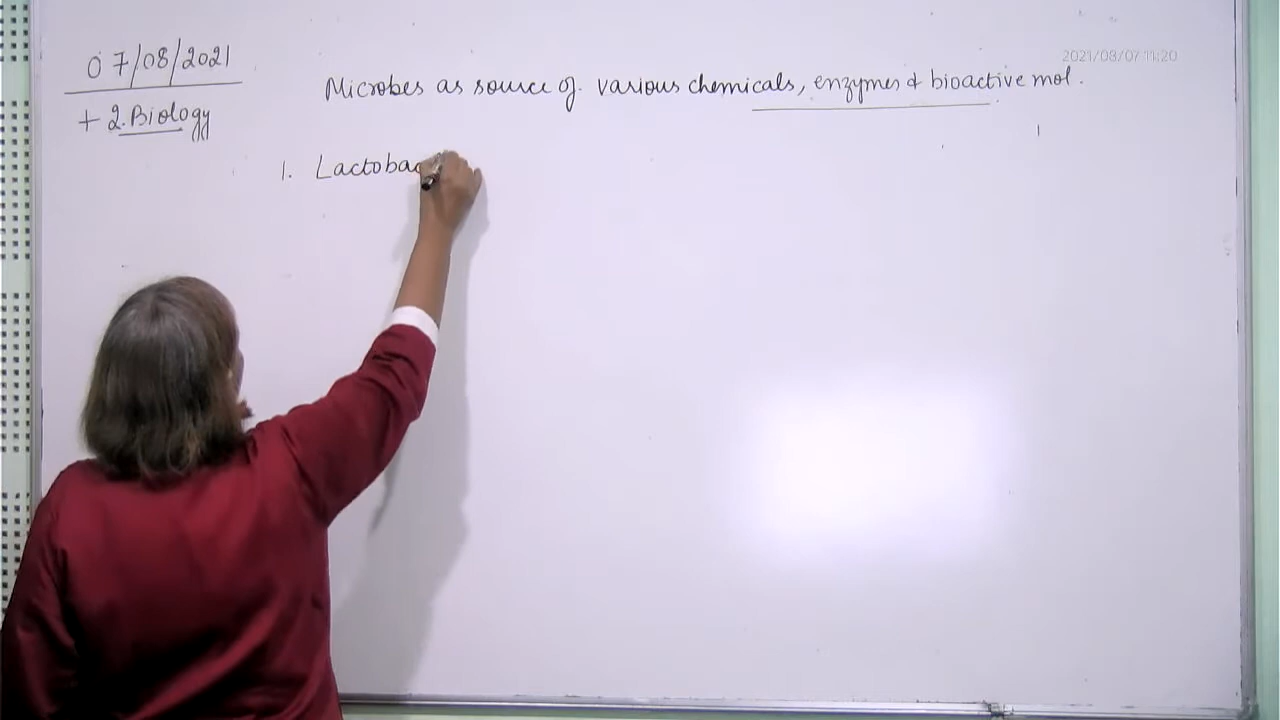 07/08/2021
+ 2. Biology
2021/08/07 11:20
Microbes as source of various chemicals, enzymes & bioactive mol.
1. Lactobac